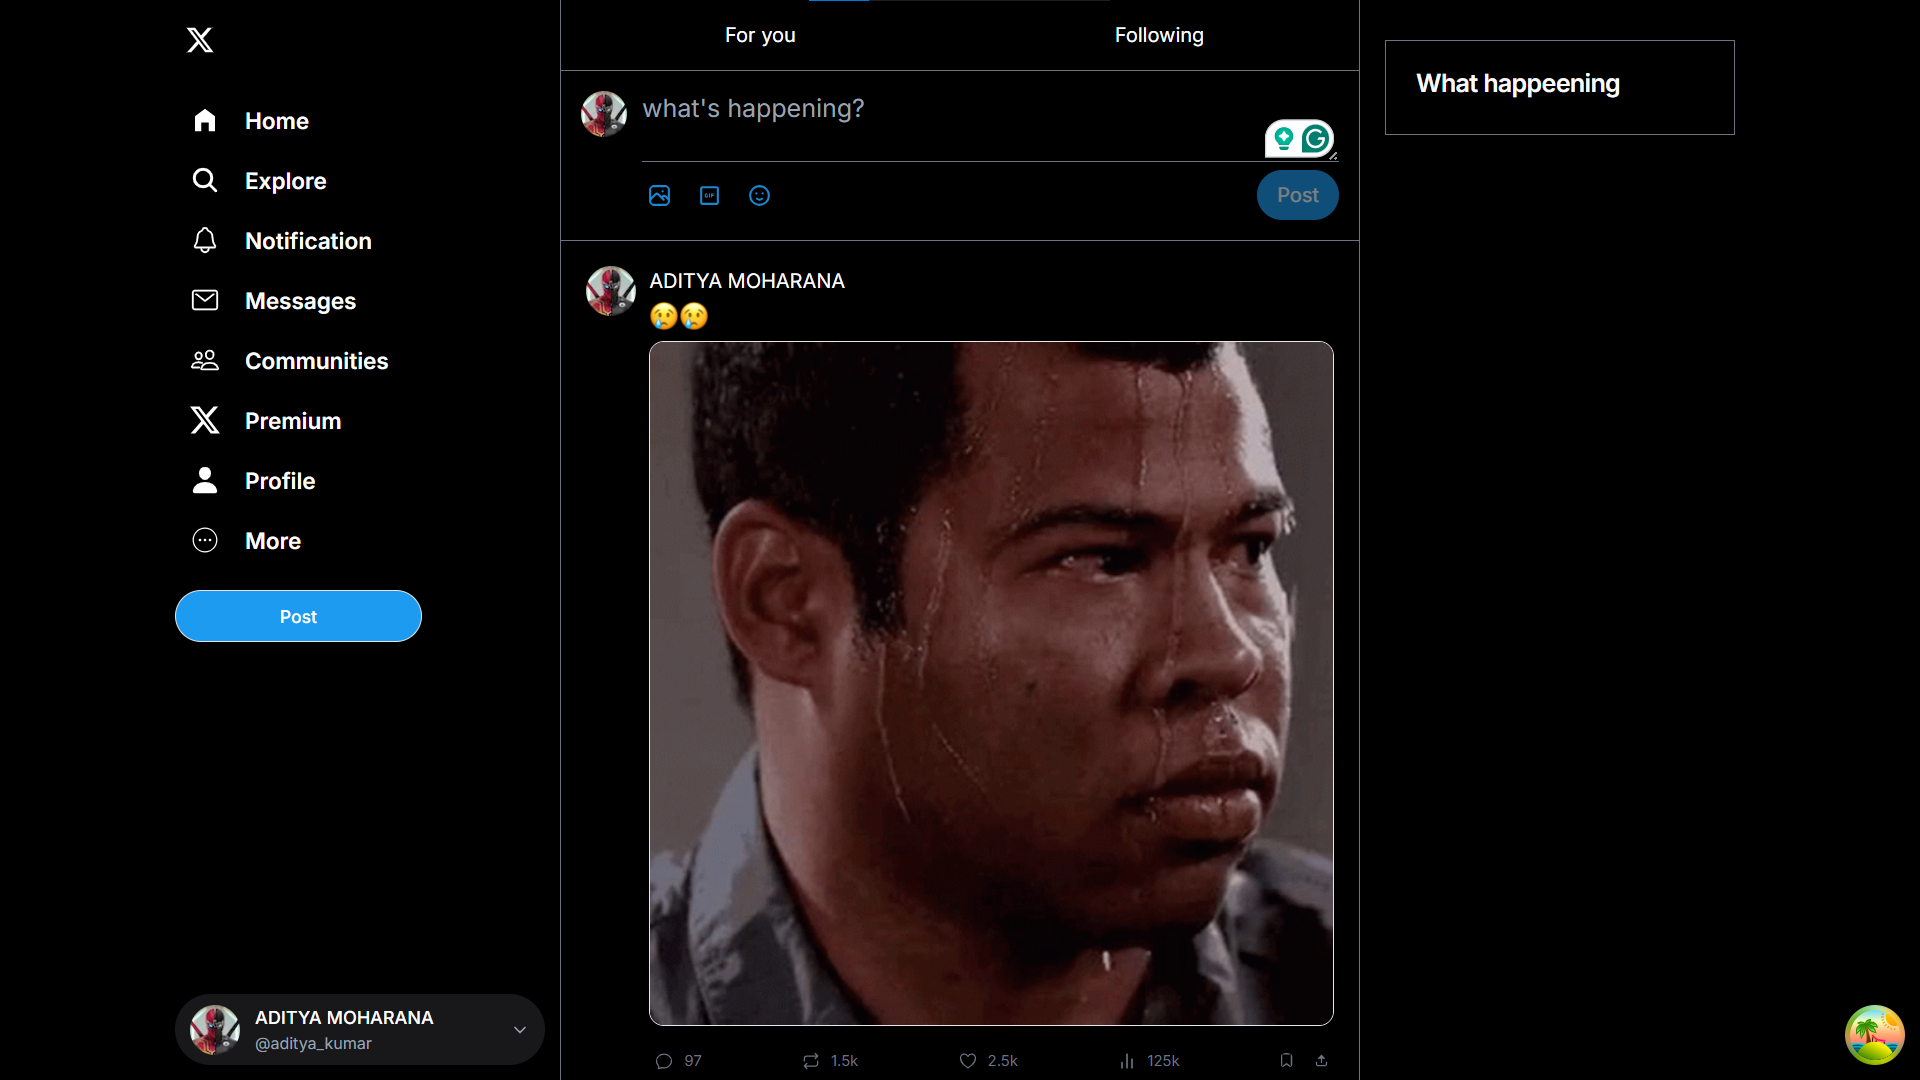 Home
Explore
Notification
Messages
Communities
Premium
Profile
More
Post
ADITYA MOHARANA
@aditya_kumar
For you
Following
what's happening?
GIF
Post
ADITYA MOHARANA
97
1.5k
2.5k
125k
What happeening